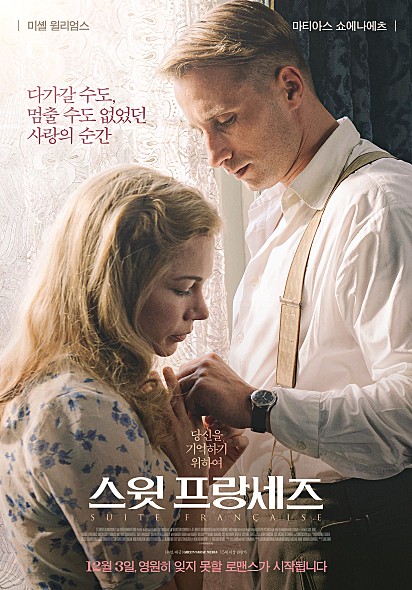 미셸 윌리엄스
마티아스 쇼에나에츠
다가갈 수도,
멈출 수도 없었던
사랑의 순간
당신을
기억하기
위하여
스윗 프랑세즈
SUITE FRANÇAISE
12월 3일, 영원히 잊지 못할 로맨스가 시작됩니다